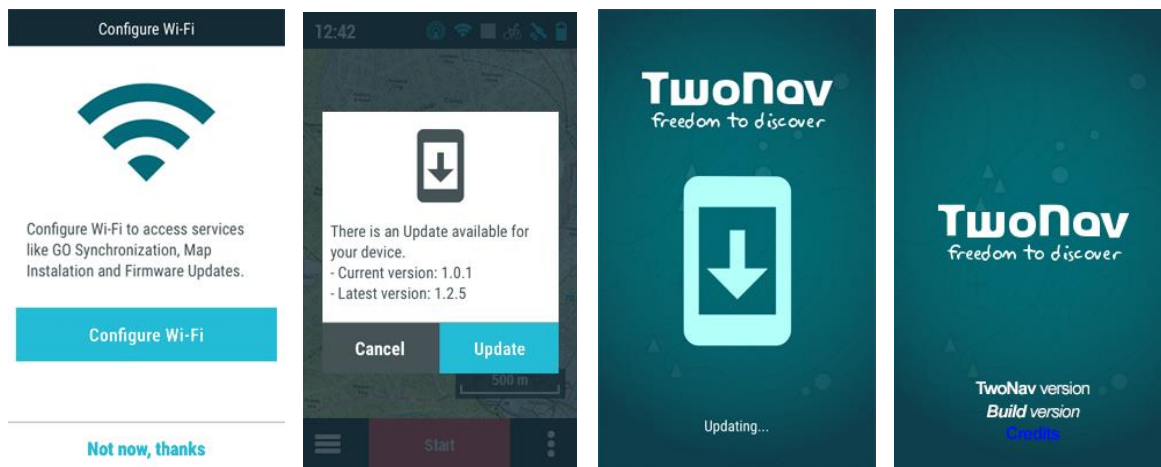 Configure Wi-Fi
Configure Wi-Fi to access services
like GO Synchronization, Map
Instalation and Firmware Updates.
Configure Wi-Fi
Not now, thanks
12:42
There is an Update available for
your device.
- Current version: 1.0.1
- Latest version: 1.2.5
Cancel
Update
500 m
Start
TwoNav
freedom to discover
Updating...
TwoNav
freedom to discover
TwoNav version
Build version
Credits